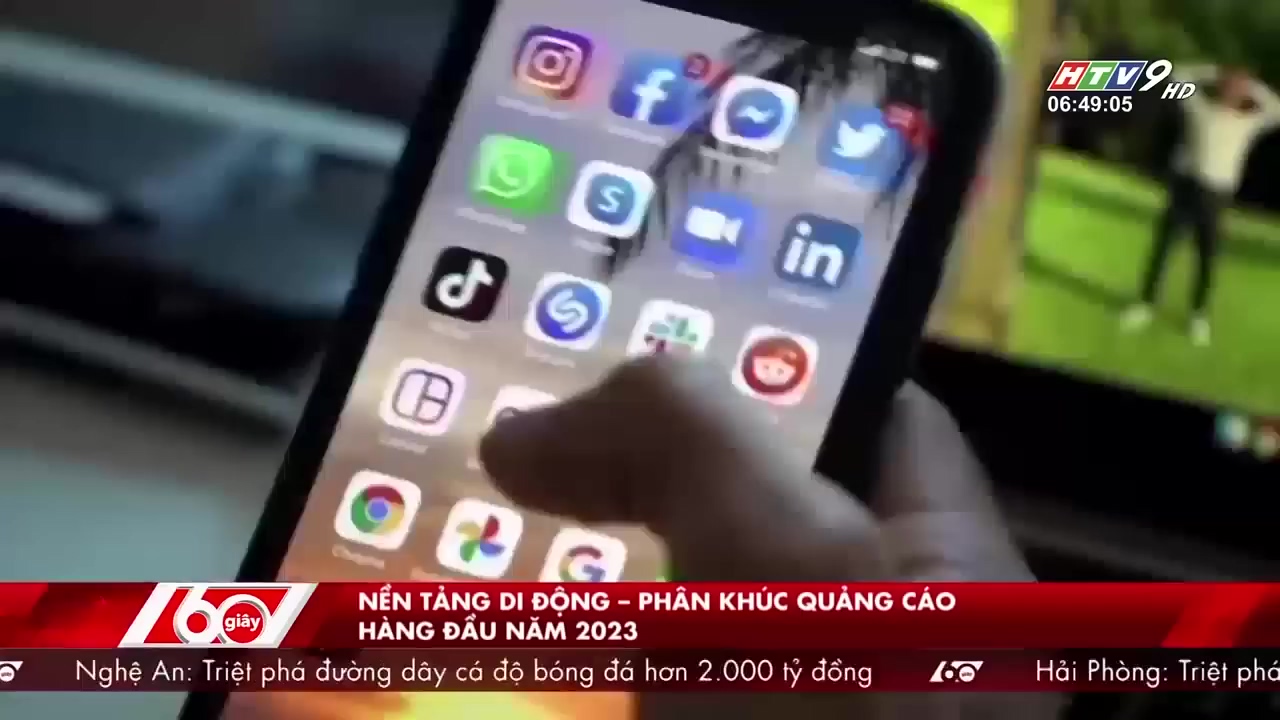 HTV9 HD
06:49:05
in
60 giây
NỀN TẢNG DI ĐỘNG – PHÂN KHÚC QUẢNG CÁO
HÀNG ĐẦU NĂM 2023
Nghệ An: Triệt phá đường dây cá độ bóng đá hơn 2.000 tỷ đồng
Hải Phòng: Triệt phá